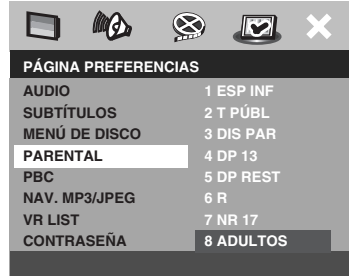 PÁGINA PREFERENCIAS
AUDIO 1 ESP INF
SUBTÍTULOS 2 T PÚBL
MENÚ DE DISCO 3 DIS PAR
PARENTAL 4 DP 13
PBC 5 DP REST
NAV. MP3/JPEG 6 R
VR LIST 7 NR 17
CONTRASEÑA 8 ADULTOS